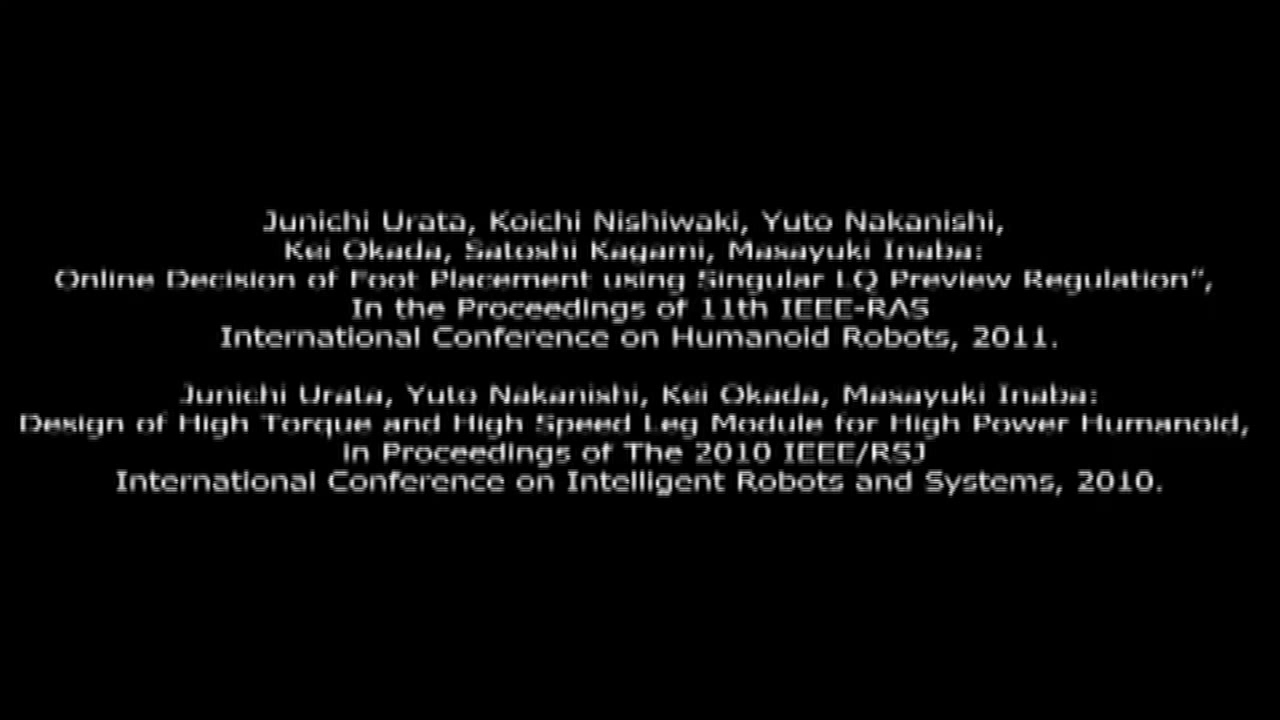 Junichi Urata, Koichi Nishiwaki, Yuto Nakanishi,
Kei Okada, Satoshi Kagami, Masayuki Inaba:
Online Decision of Foot Placement using Singular LQ Preview Regulation",
In the Proceedings of 11th IEEE-RAS
International Conference on Humanoid Robots, 2011.
Junichi Urata, Yuto Nakanishi, Kei Okada, Masayuki Inaba:
Design of High Torque and High Speed Leg Module for High Power Humanoid,
in Proceedings of The 2010 IEEE/RSJ
International Conference on Intelligent Robots and Systems, 2010.